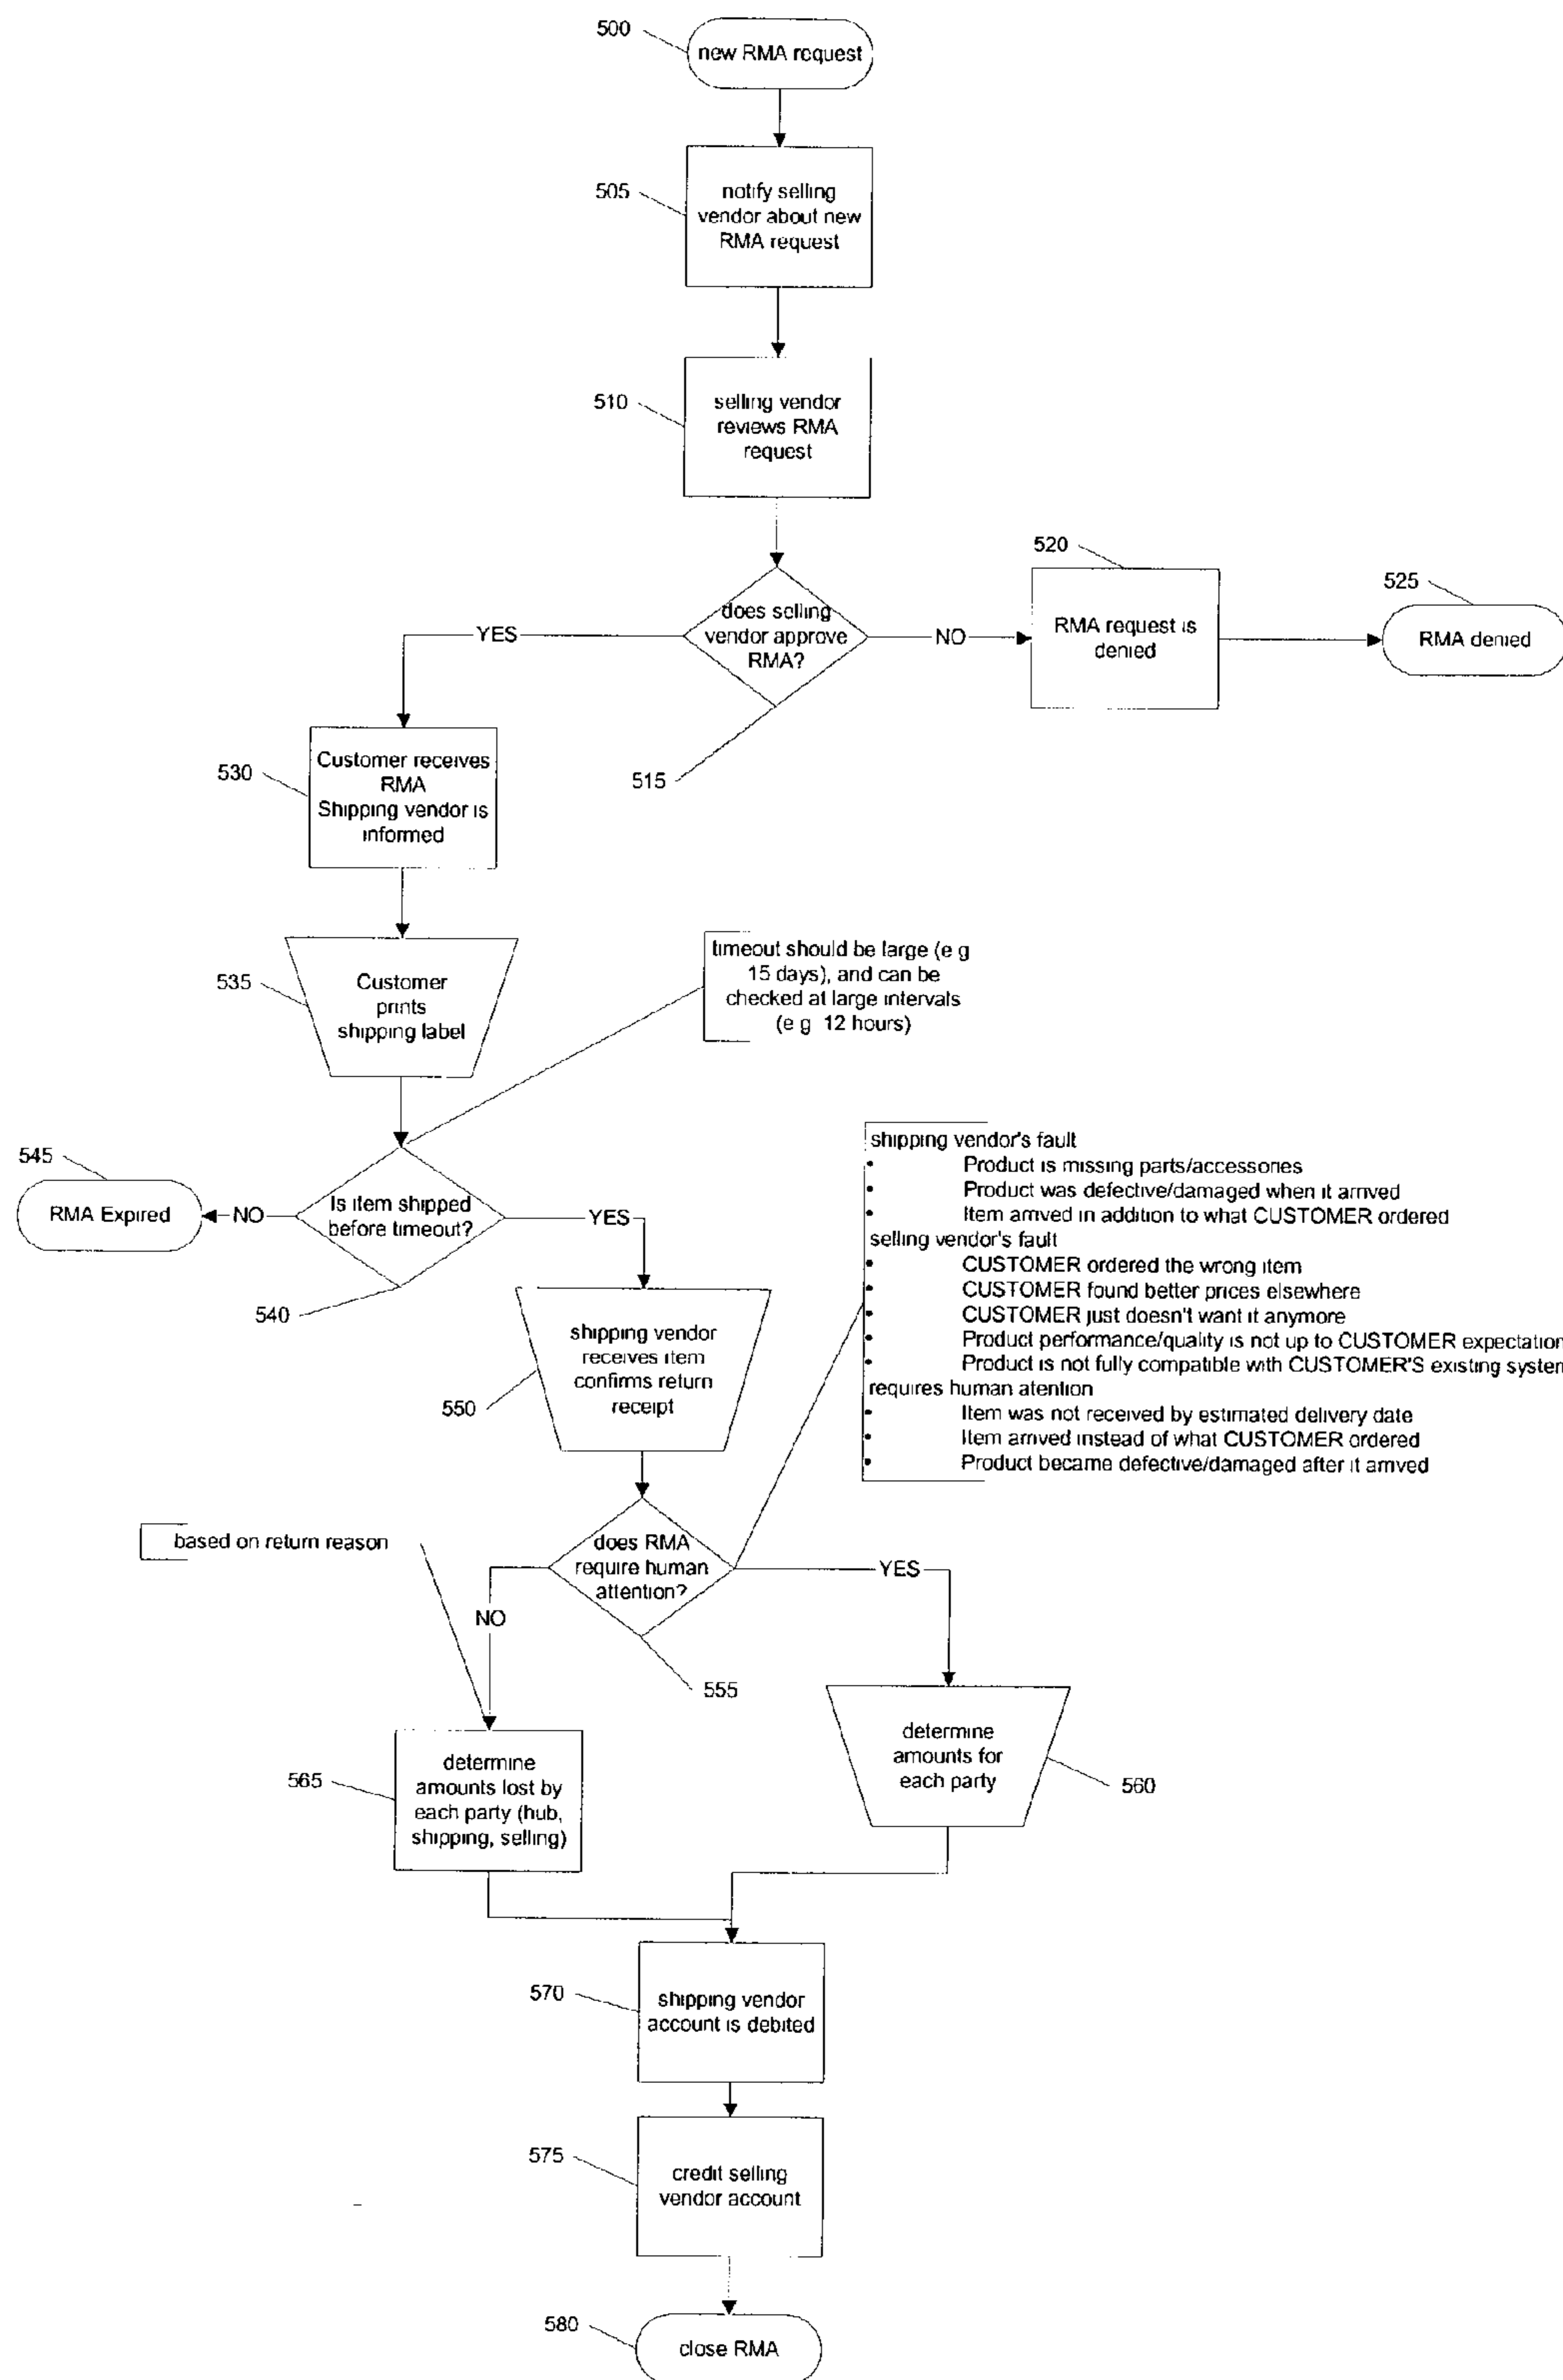 500
new RMA request
505
notify selling
vendor about new
RMA request
510
selling vendor
reviews RMA
request
520
525
does selling
vendor approve
RMA?
YES
NO
RMA request is
denied
RMA denied
515
530
Customer receives
RMA
Shipping vendor is
informed
535
Customer
prints
shipping label
timeout should be large (e g
15 days), and can be
checked at large intervals
(e g 12 hours)
545
RMA Expired
NO
Is item shipped
before timeout?
YES
540
shipping vendor's fault
• Product is missing parts/accessories
• Product was defective/damaged when it arrived
• Item arrived in addition to what CUSTOMER ordered
selling vendor's fault
• CUSTOMER ordered the wrong item
• CUSTOMER found better prices elsewhere
• CUSTOMER just doesn't want it anymore
• Product performance/quality is not up to CUSTOMER expectation
• Product is not fully compatible with CUSTOMER'S existing system
requires human atention
• Item was not received by estimated delivery date
• Item arrived instead of what CUSTOMER ordered
• Product became defective/damaged after it arrived
550
shipping vendor
receives item
confirms return
receipt
based on return reason
does RMA
require human
attention?
YES
NO
555
565
determine
amounts lost by
each party (hub,
shipping, selling)
determine
amounts for
each party
560
570
shipping vendor
account is debited
575
credit selling
vendor account
580
close RMA